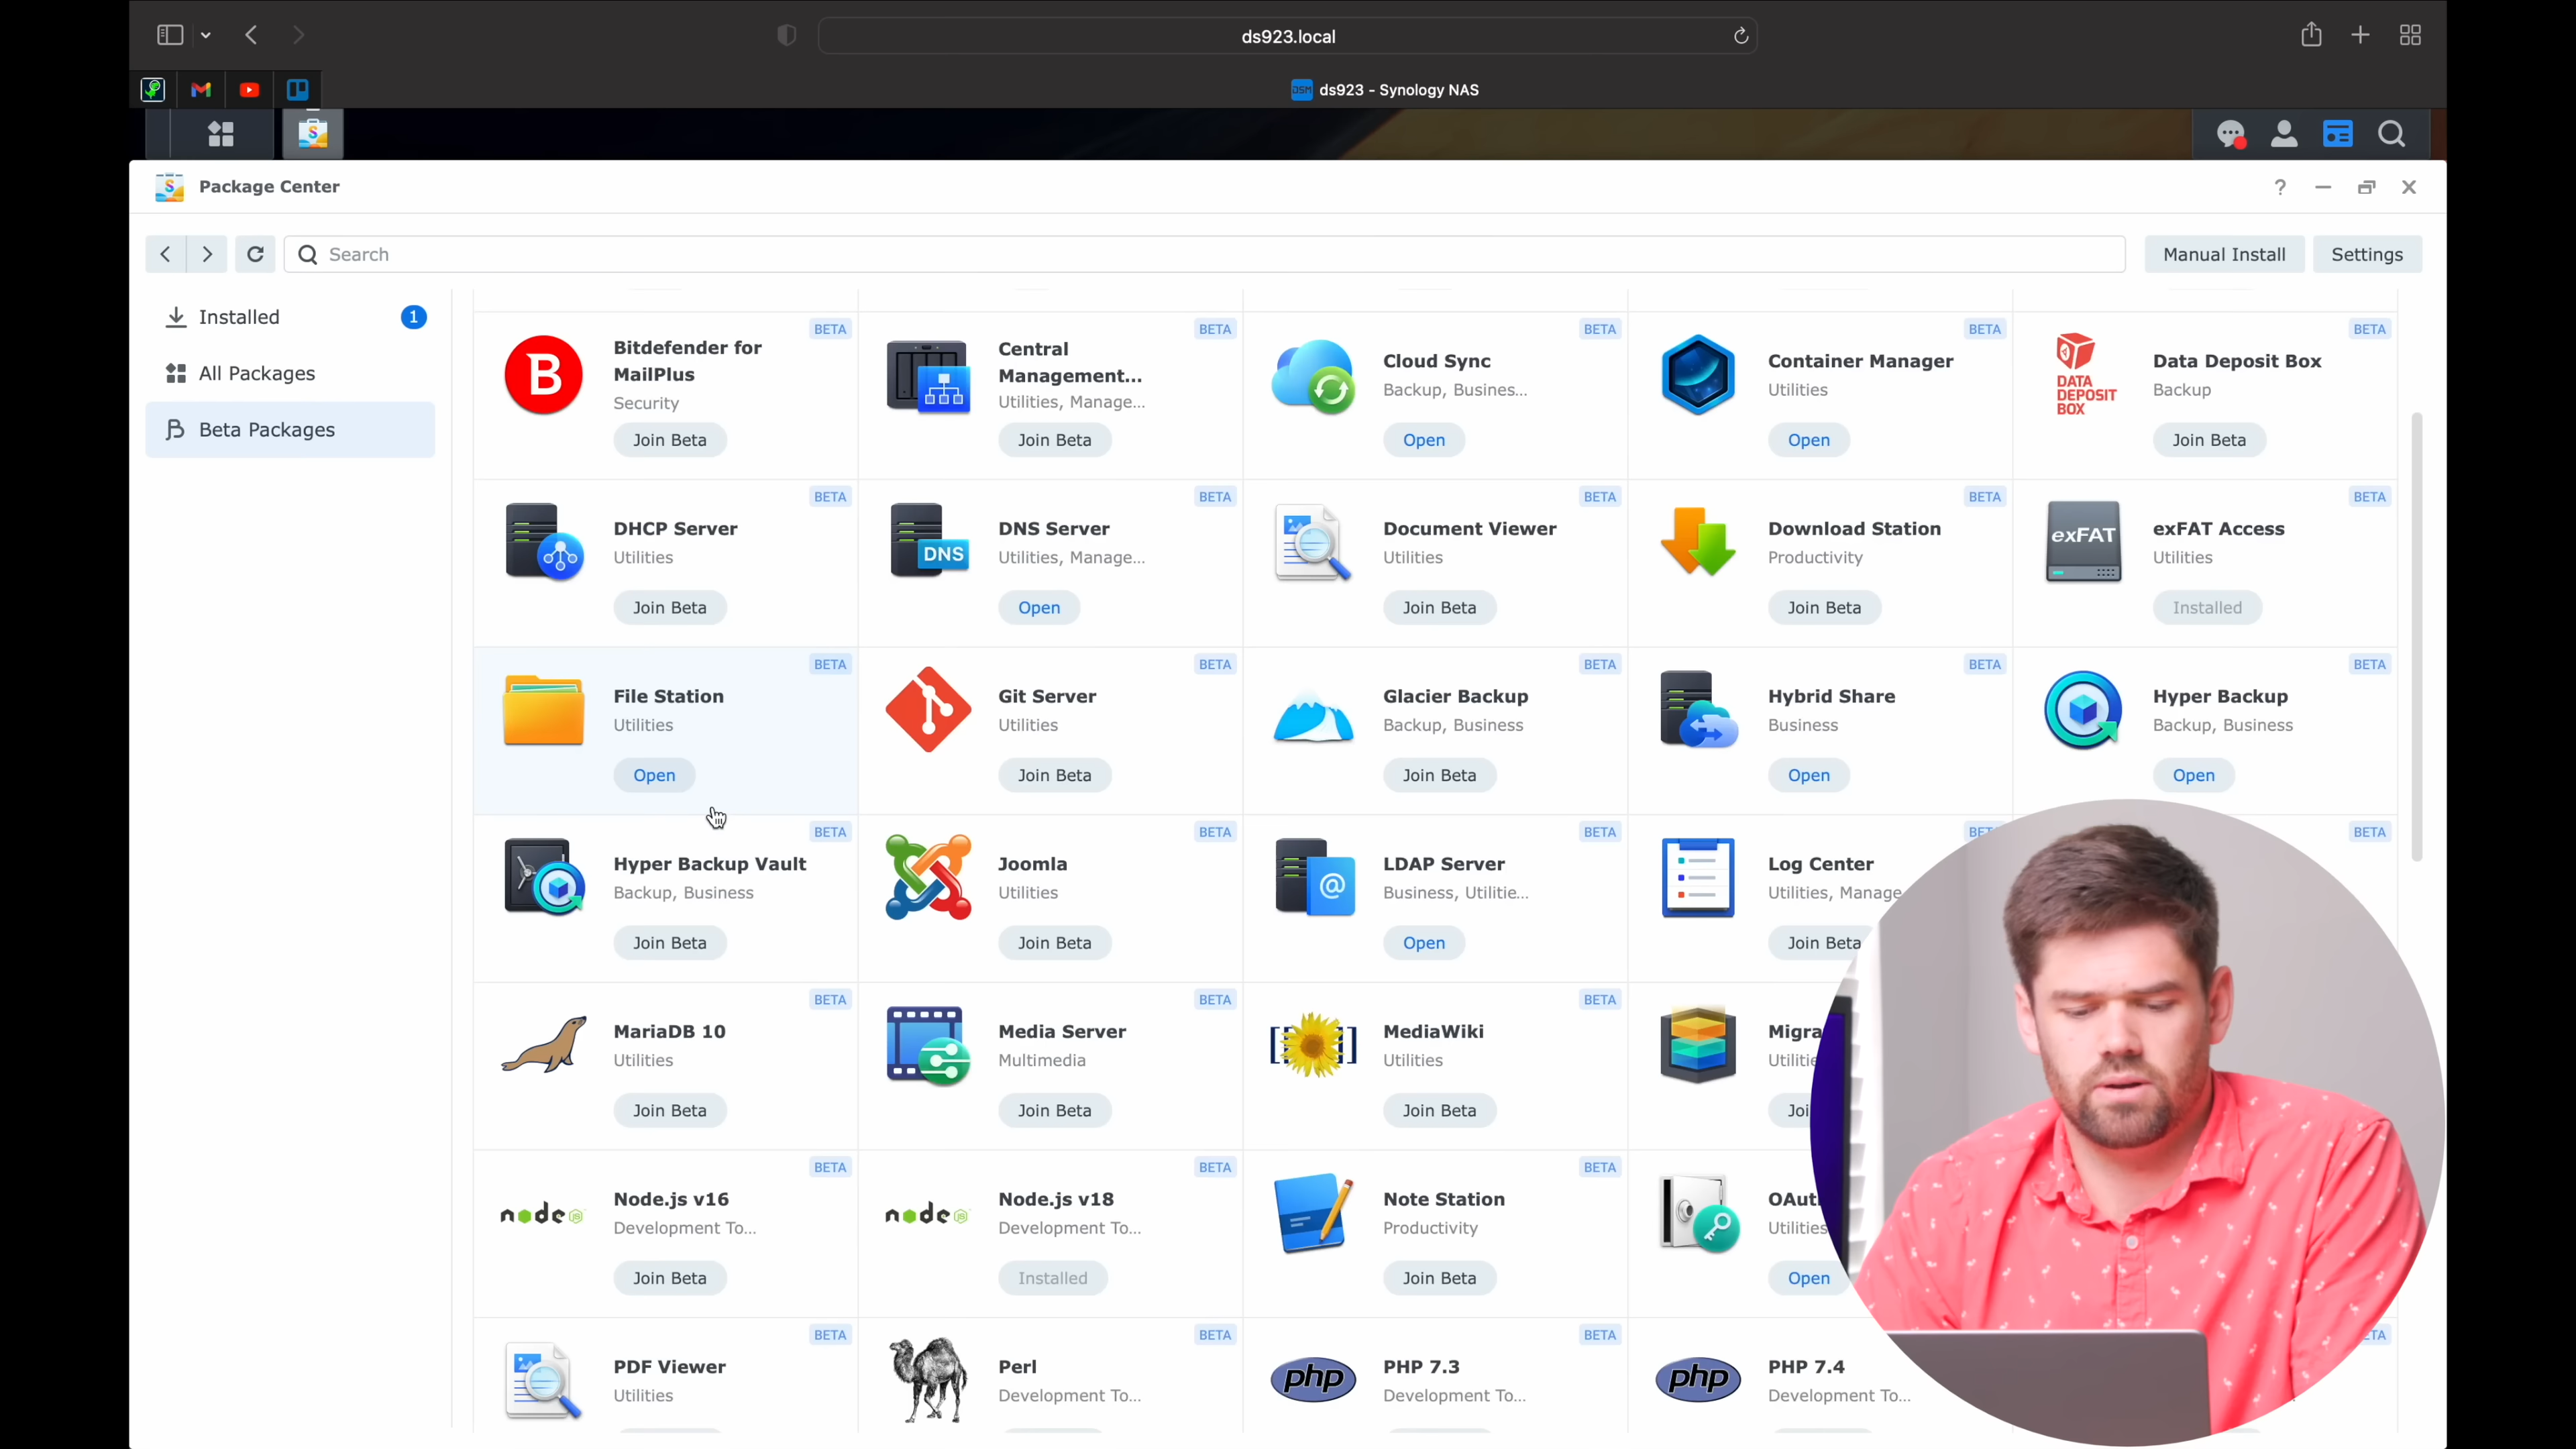 ds923.local
DSM ds923 - Synology NAS
Package Center
Search
Manual Install
Settings
Installed
1
All Packages
Beta Packages
BETA
Bitdefender for
MailPlus
Security
Join Beta
BETA
Central
Management...
Utilities, Manage...
Join Beta
BETA
Cloud Sync
Backup, Busines...
Open
BETA
Container Manager
Utilities
Open
BETA
DATA
DEPOSIT
BOX
Data Deposit Box
Backup
Join Beta
BETA
DHCP Server
Utilities
Join Beta
BETA
DNS
DNS Server
Utilities, Manage...
Open
BETA
Document Viewer
Utilities
Join Beta
BETA
Download Station
Productivity
Join Beta
BETA
exFAT
exFAT Access
Utilities
Installed
BETA
File Station
Utilities
Open
BETA
Git Server
Utilities
Join Beta
BETA
Glacier Backup
Backup, Business
Join Beta
BETA
Hybrid Share
Business
Open
BETA
Hyper Backup
Backup, Business
Open
BETA
Hyper Backup Vault
Backup, Business
Join Beta
BETA
Joomla
Utilities
Join Beta
BETA
LDAP Server
Business, Utilitie...
Open
Log Center
Utilities, Manage
Join Beta
BETA
BETA
MariaDB 10
Utilities
Join Beta
BETA
Media Server
Multimedia
Join Beta
BETA
MediaWiki
Utilities
Join Beta
BETA
node JS
Node.js v16
Development To...
Join Beta
BETA
node JS
Node.js v18
Development To...
Installed
BETA
Note Station
Productivity
Join Beta
Open
BETA
PDF Viewer
Utilities
BETA
Perl
Development To...
BETA
php
PHP 7.3
Development To...
BETA
php
PHP 7.4
Development To...